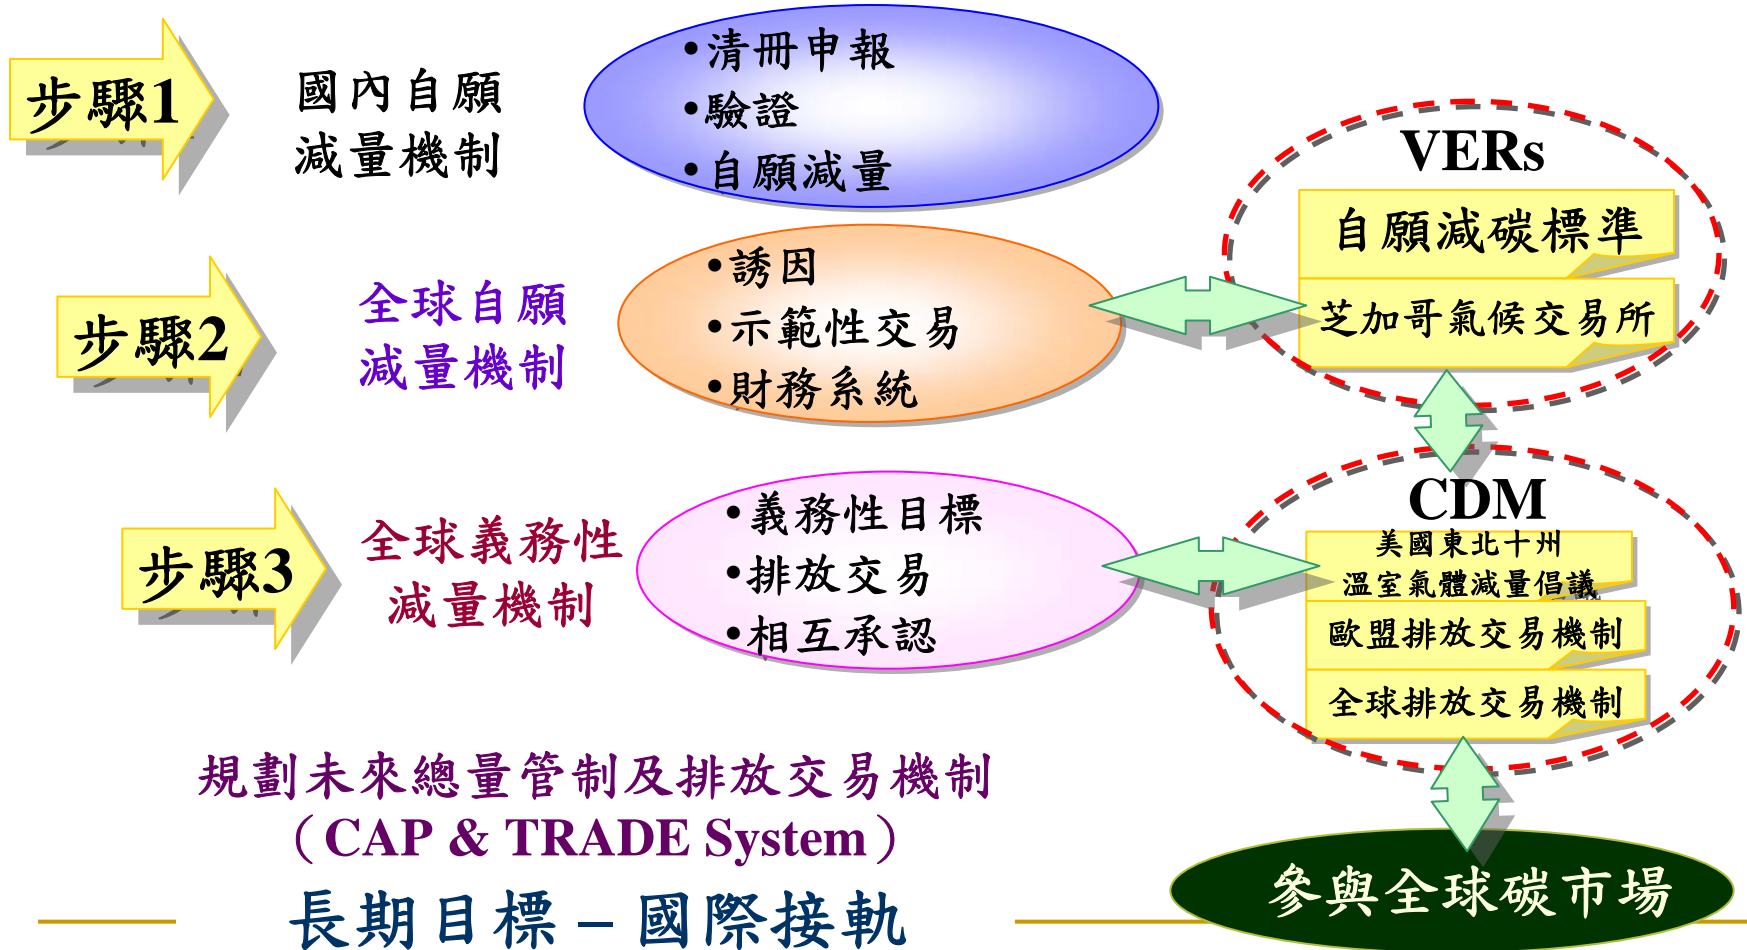 步驟1
國內自願
減量機制
•清冊申報
•驗證
•自願減量
步驟2
全球自願
減量機制
•誘因
•示範性交易
•財務系統
VERs
自願減碳標準
芝加哥氣候交易所
步驟3
全球義務性
減量機制
•義務性目標
•排放交易
•相互承認
CDM
美國東北十州
溫室氣體減量倡議
歐盟排放交易機制
全球排放交易機制
規劃未來總量管制及排放交易機制
（CAP & TRADE System）
長期目標 – 國際接軌
參與全球碳市場